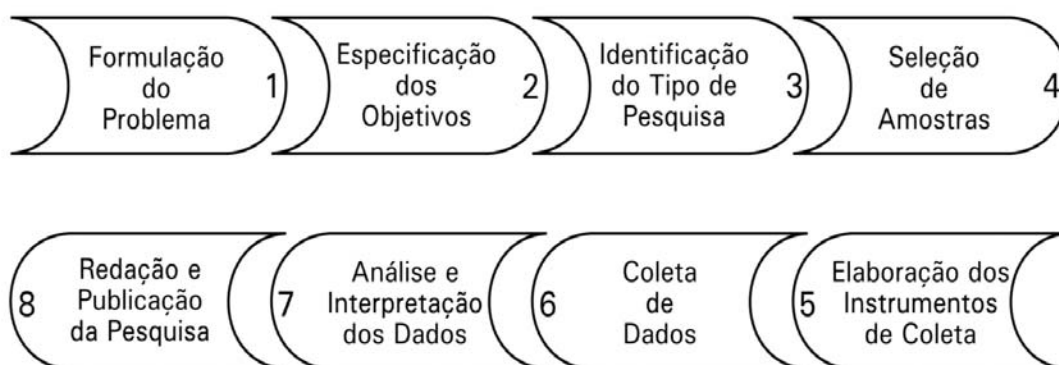 Formulação
do
Problema
1
Especificação
dos
Objetivos
2
Identificação
do Tipo de
Pesquisa
3
Seleção
de
Amostras
4
8
Redação e
Publicação
da Pesquisa
7
Análise e
Interpretação
dos Dados
6
Coleta
de
Dados
5
Elaboração dos
Instrumentos
de Coleta